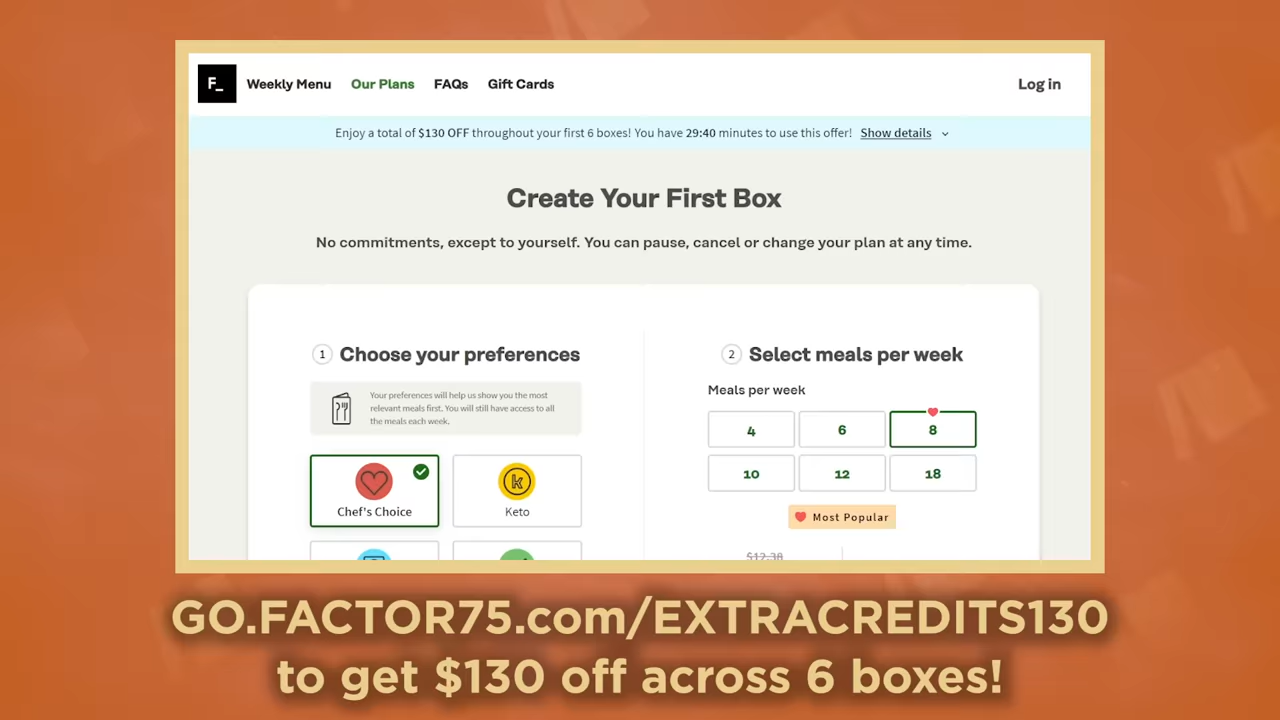 F_ Weekly Menu Our Plans FAQs Gift Cards Log in
Enjoy a total of $130 OFF throughout your first 6 boxes! You have 29:40 minutes to use this offer! Show details
Create Your First Box
No commitments, except to yourself. You can pause, cancel or change your plan at any time.
1 Choose your preferences
Your preferences will help us show you the most
relevant meals first. You will still have access to all
the meals each week.
Chef's Choice
k
Keto
2 Select meals per week
Meals per week
4 6 8
10 12 18
Most Popular
$12.38
GO.FACTOR75.com/EXTRACREDITS130
to get $130 off across 6 boxes!